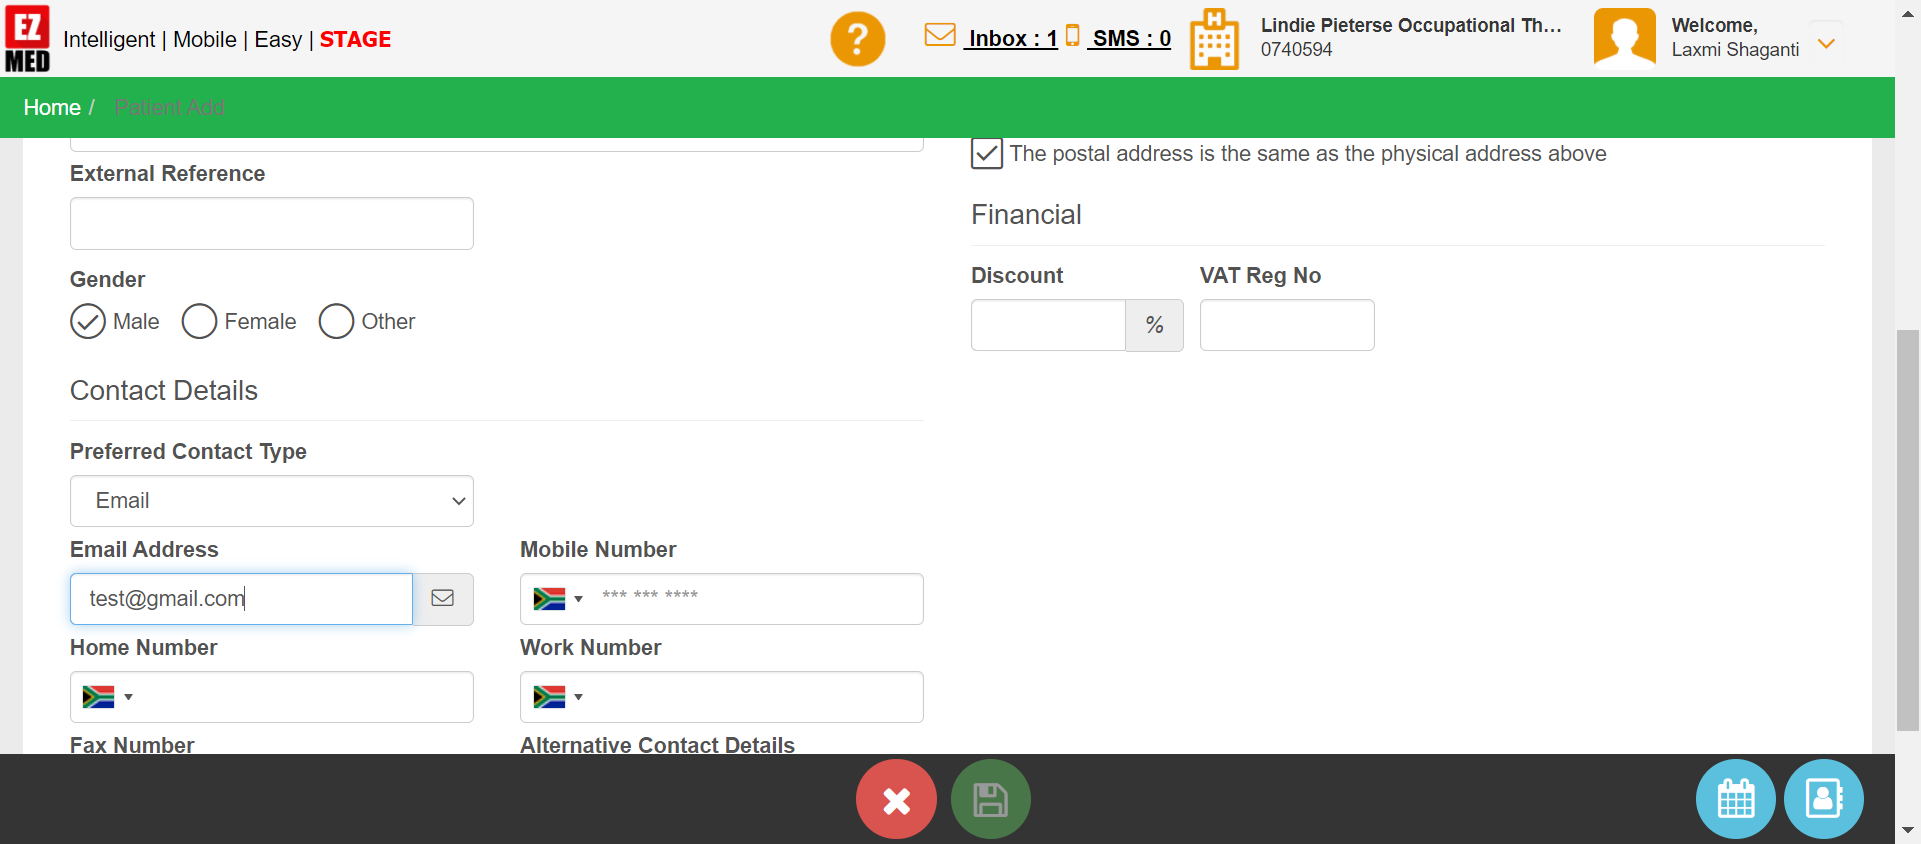 EZ
MED
Intelligent | Mobile | Easy | STAGE
?
Inbox : 1
SMS : 0
H
Lindie Pieterse Occupational Th...
0740594
Welcome,
Laxmi Shaganti
Home / Patient Add
External Reference
Gender
Male
Female
Other
Contact Details
Preferred Contact Type
Email
Email Address
test@gmail.com
Mobile Number
*** *** ****
Home Number
Work Number
Fax Number
Alternative Contact Details
The postal address is the same as the physical address above
Financial
Discount
%
VAT Reg No